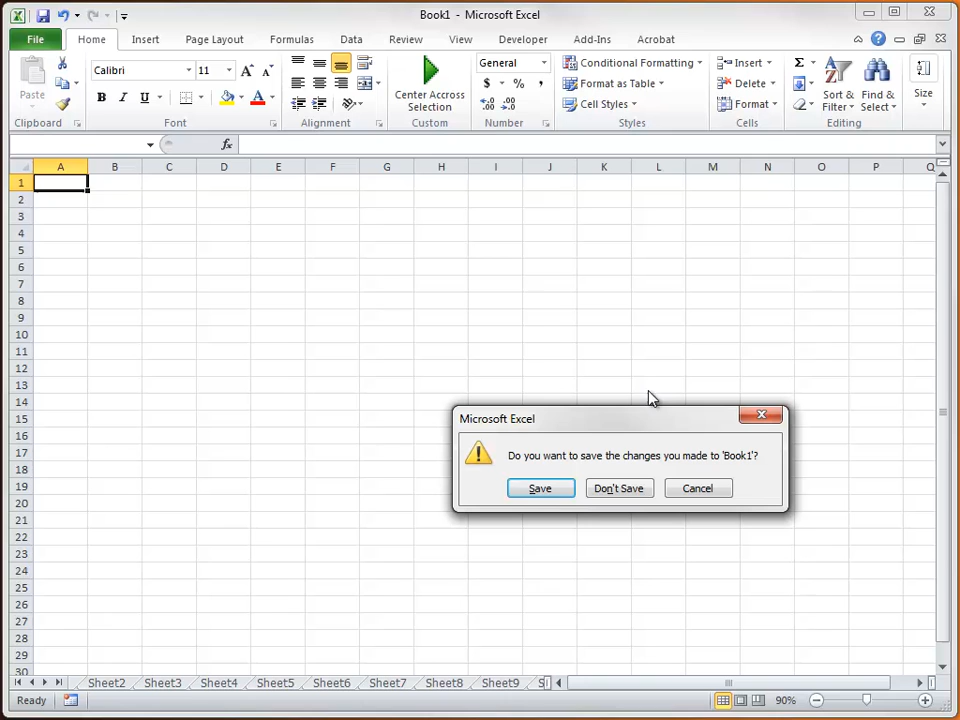 Book1 - Microsoft Excel
File Home Insert Page Layout Formulas Data Review View Developer Add-Ins Acrobat
Paste
Calibri 11
B I U A
Center Across
Selection
General
$ % ,
Conditional Formatting
Format as Table
Cell Styles
Insert
Delete
Format
Σ
Sort &
Filter
Find &
Select
Size
Clipboard Font Alignment Custom Number Styles Cells Editing
fx
A B C D E F G H I J K L M N O P Q
1
2
3
4
5
6
7
8
9
10
11
12
13
14
15
16
17
18
19
20
21
22
23
24
25
26
27
28
29
30
Microsoft Excel
Do you want to save the changes you made to 'Book1'?
Save Don't Save Cancel
Sheet2 Sheet3 Sheet4 Sheet5 Sheet6 Sheet7 Sheet8 Sheet9
Ready 90%